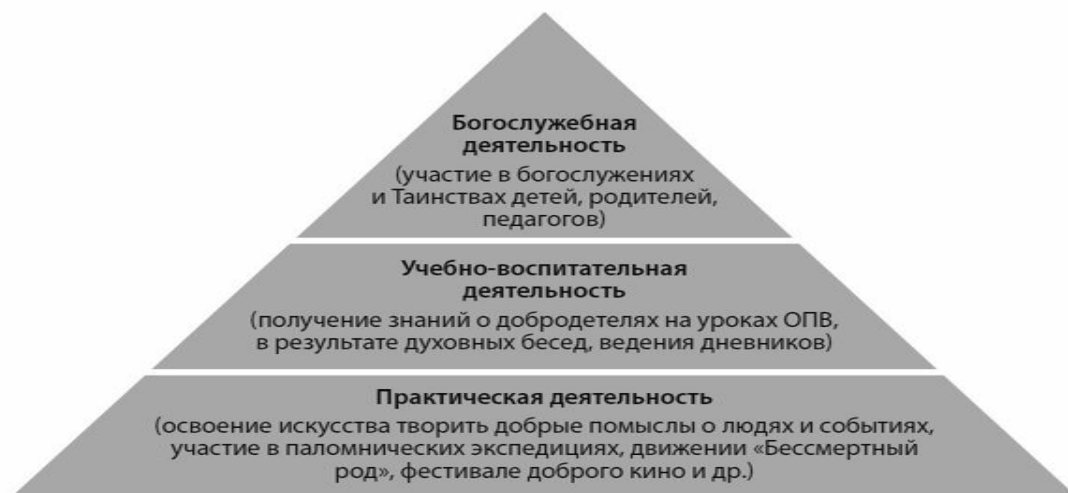 Богослужебная
деятельность
(участие в богослужениях
и Таинствах детей, родителей,
педагогов)
Учебно-воспитательная
деятельность
(получение знаний о добродетелях на уроках ОПВ,
в результате духовных бесед, ведения дневников)
Практическая деятельность
(освоение искусства творить добрые помыслы о людях и событиях,
участие в паломнических экспедициях, движении «Бессмертный
род», фестивале доброго кино и др.)